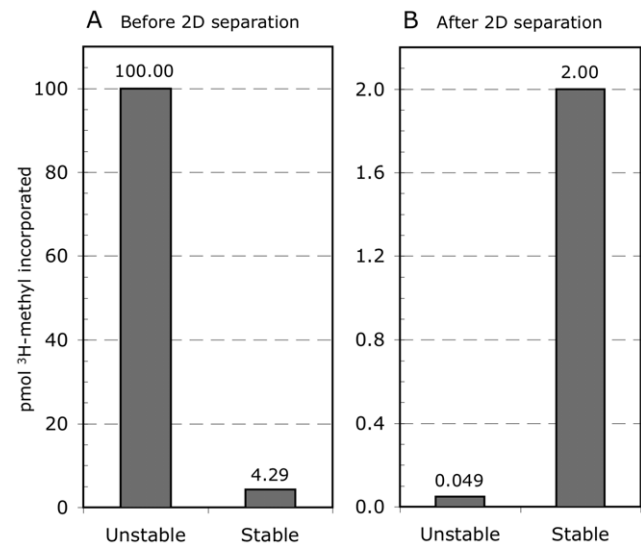 A Before 2D separation
B After 2D separation
pmol ³H-methyl incorporated
100
80
60
40
20
0
100.00
4.29
Unstable
Stable
2.0
1.6
1.2
0.8
0.4
0.0
2.00
0.049
Unstable
Stable